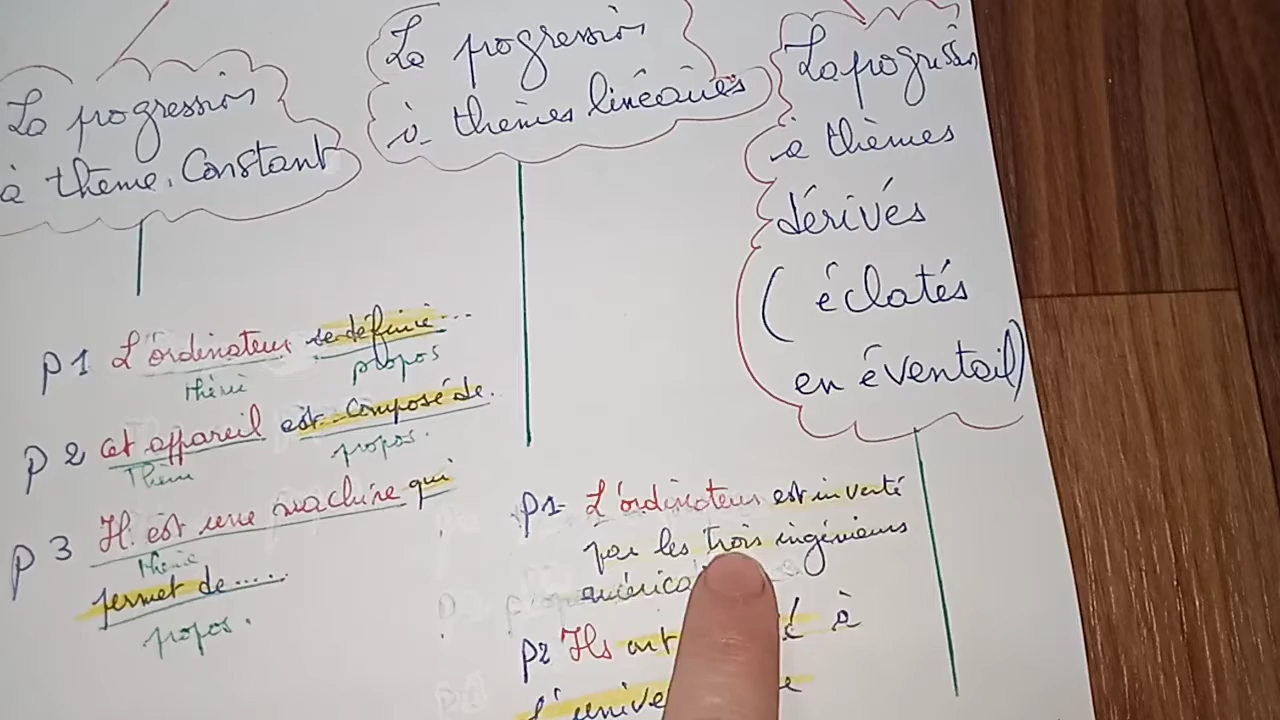 La progression
à thème. Constant
P1 L'ordinateur se définie...
thème
propos
P2 cet appareil est composé de.
Thèm
propos.
P3 Il est une machine qui
thème
permet de.....
propos.
La progression
à thèmes linéaires
P1- L'ordinateur est inventé
par les trois ingénieurs
P2 Ils ont à
La progression
à thèmes
dérivés
( éclatés
en éventail)